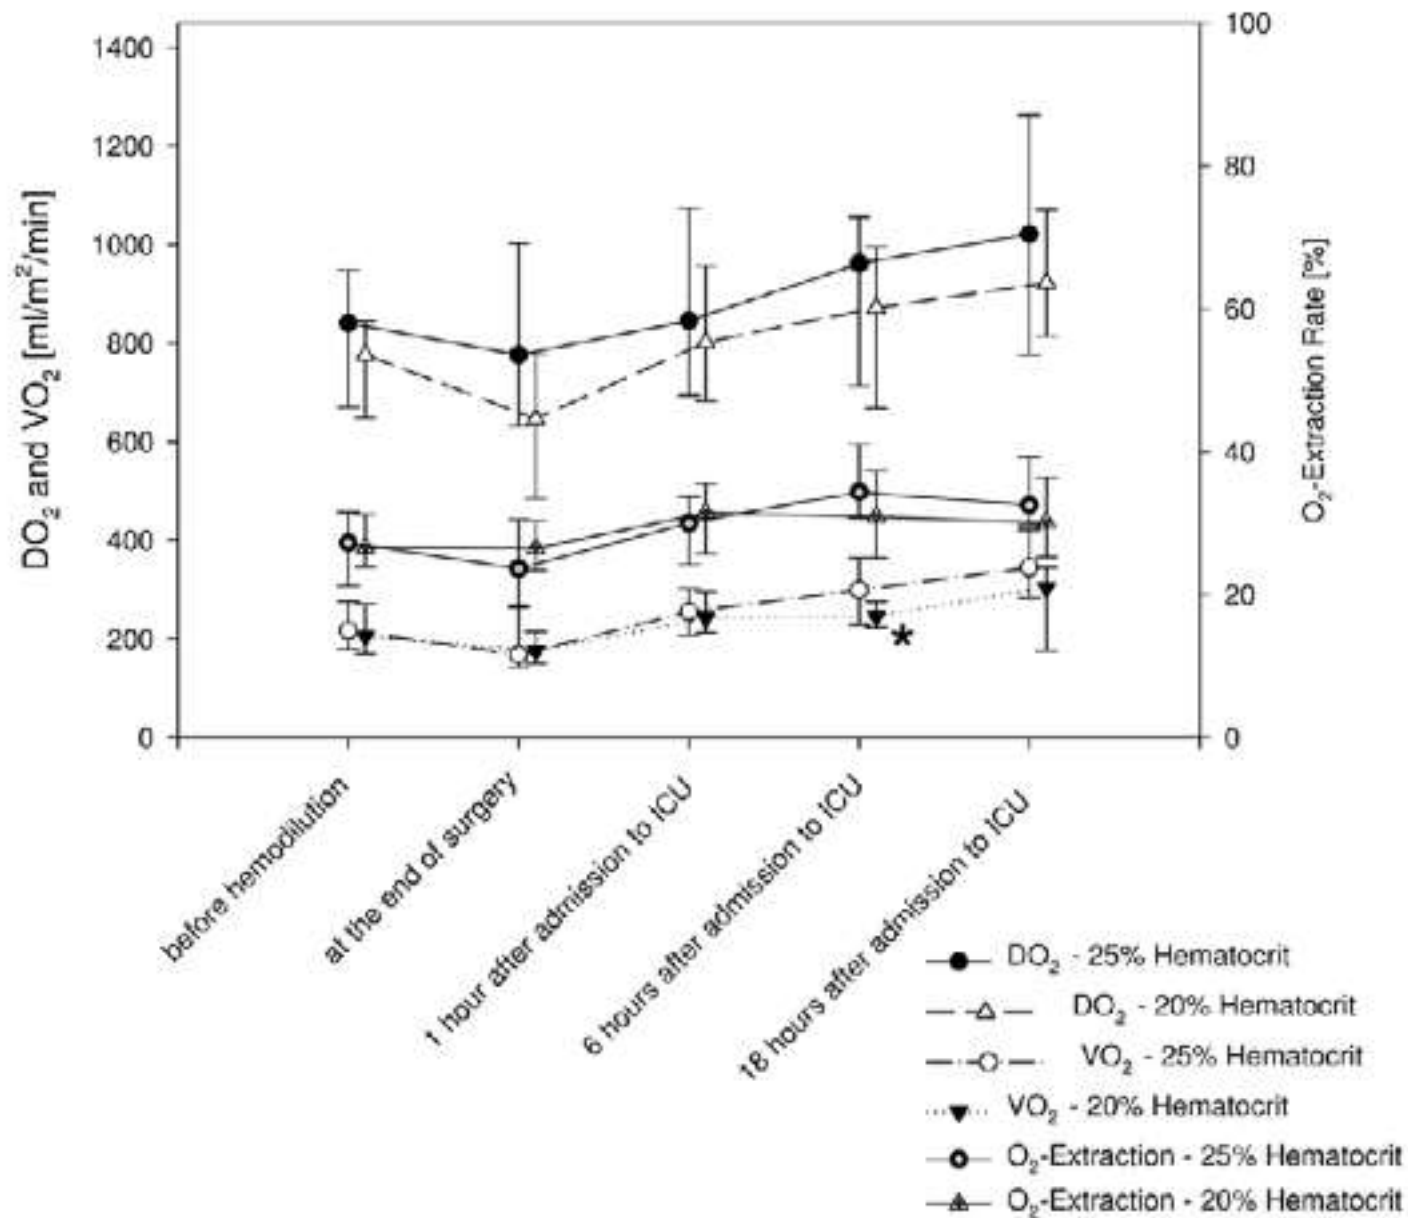 DO₂ and VO₂ [ml/m²/min]
1400
1200
1000
800
600
400
200
0
100
80
60
40
20
0
O₂-Extraction Rate [%]
before hemodilution
at the end of surgery
1 hour after admission to ICU
6 hours after admission to ICU
18 hours after admission to ICU
★
DO₂ - 25% Hematocrit
DO₂ - 20% Hematocrit
VO₂ - 25% Hematocrit
VO₂ - 20% Hematocrit
O₂-Extraction - 25% Hematocrit
O₂-Extraction - 20% Hematocrit